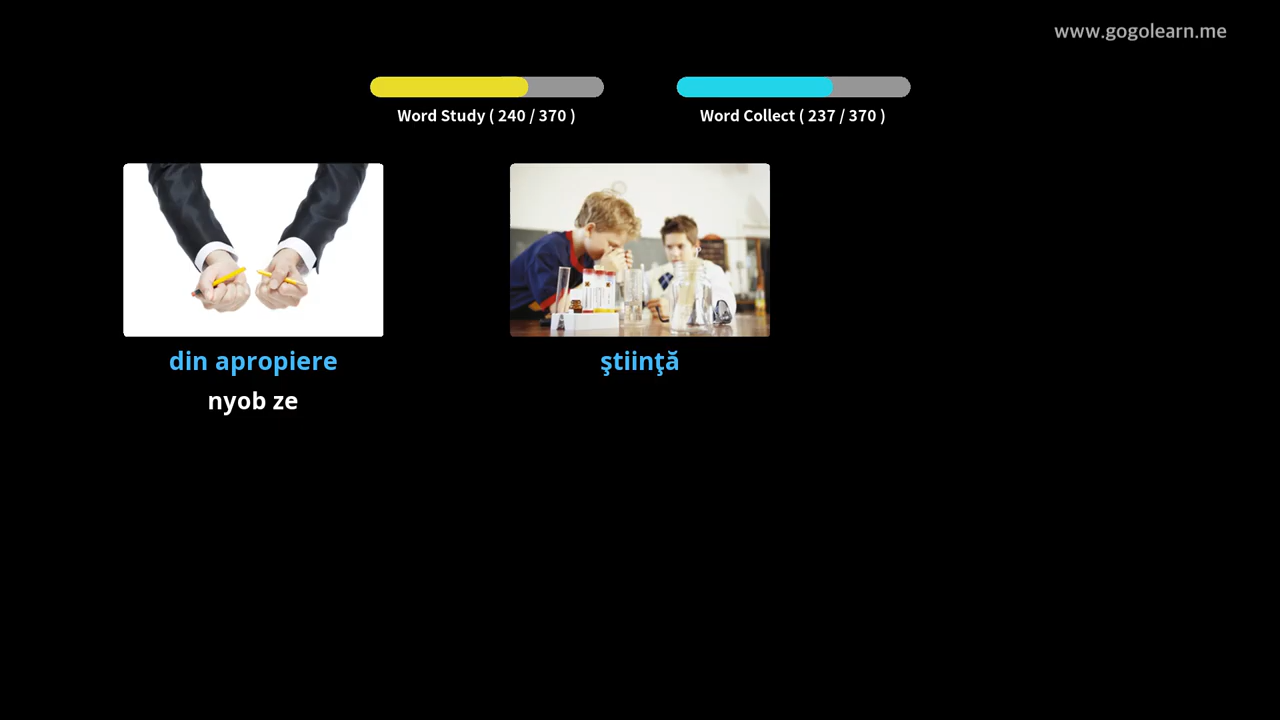 www.gogolearn.me
Word Study ( 240 / 370 )
Word Collect ( 237 / 370 )
din apropiere
nyob ze
ştiinţă